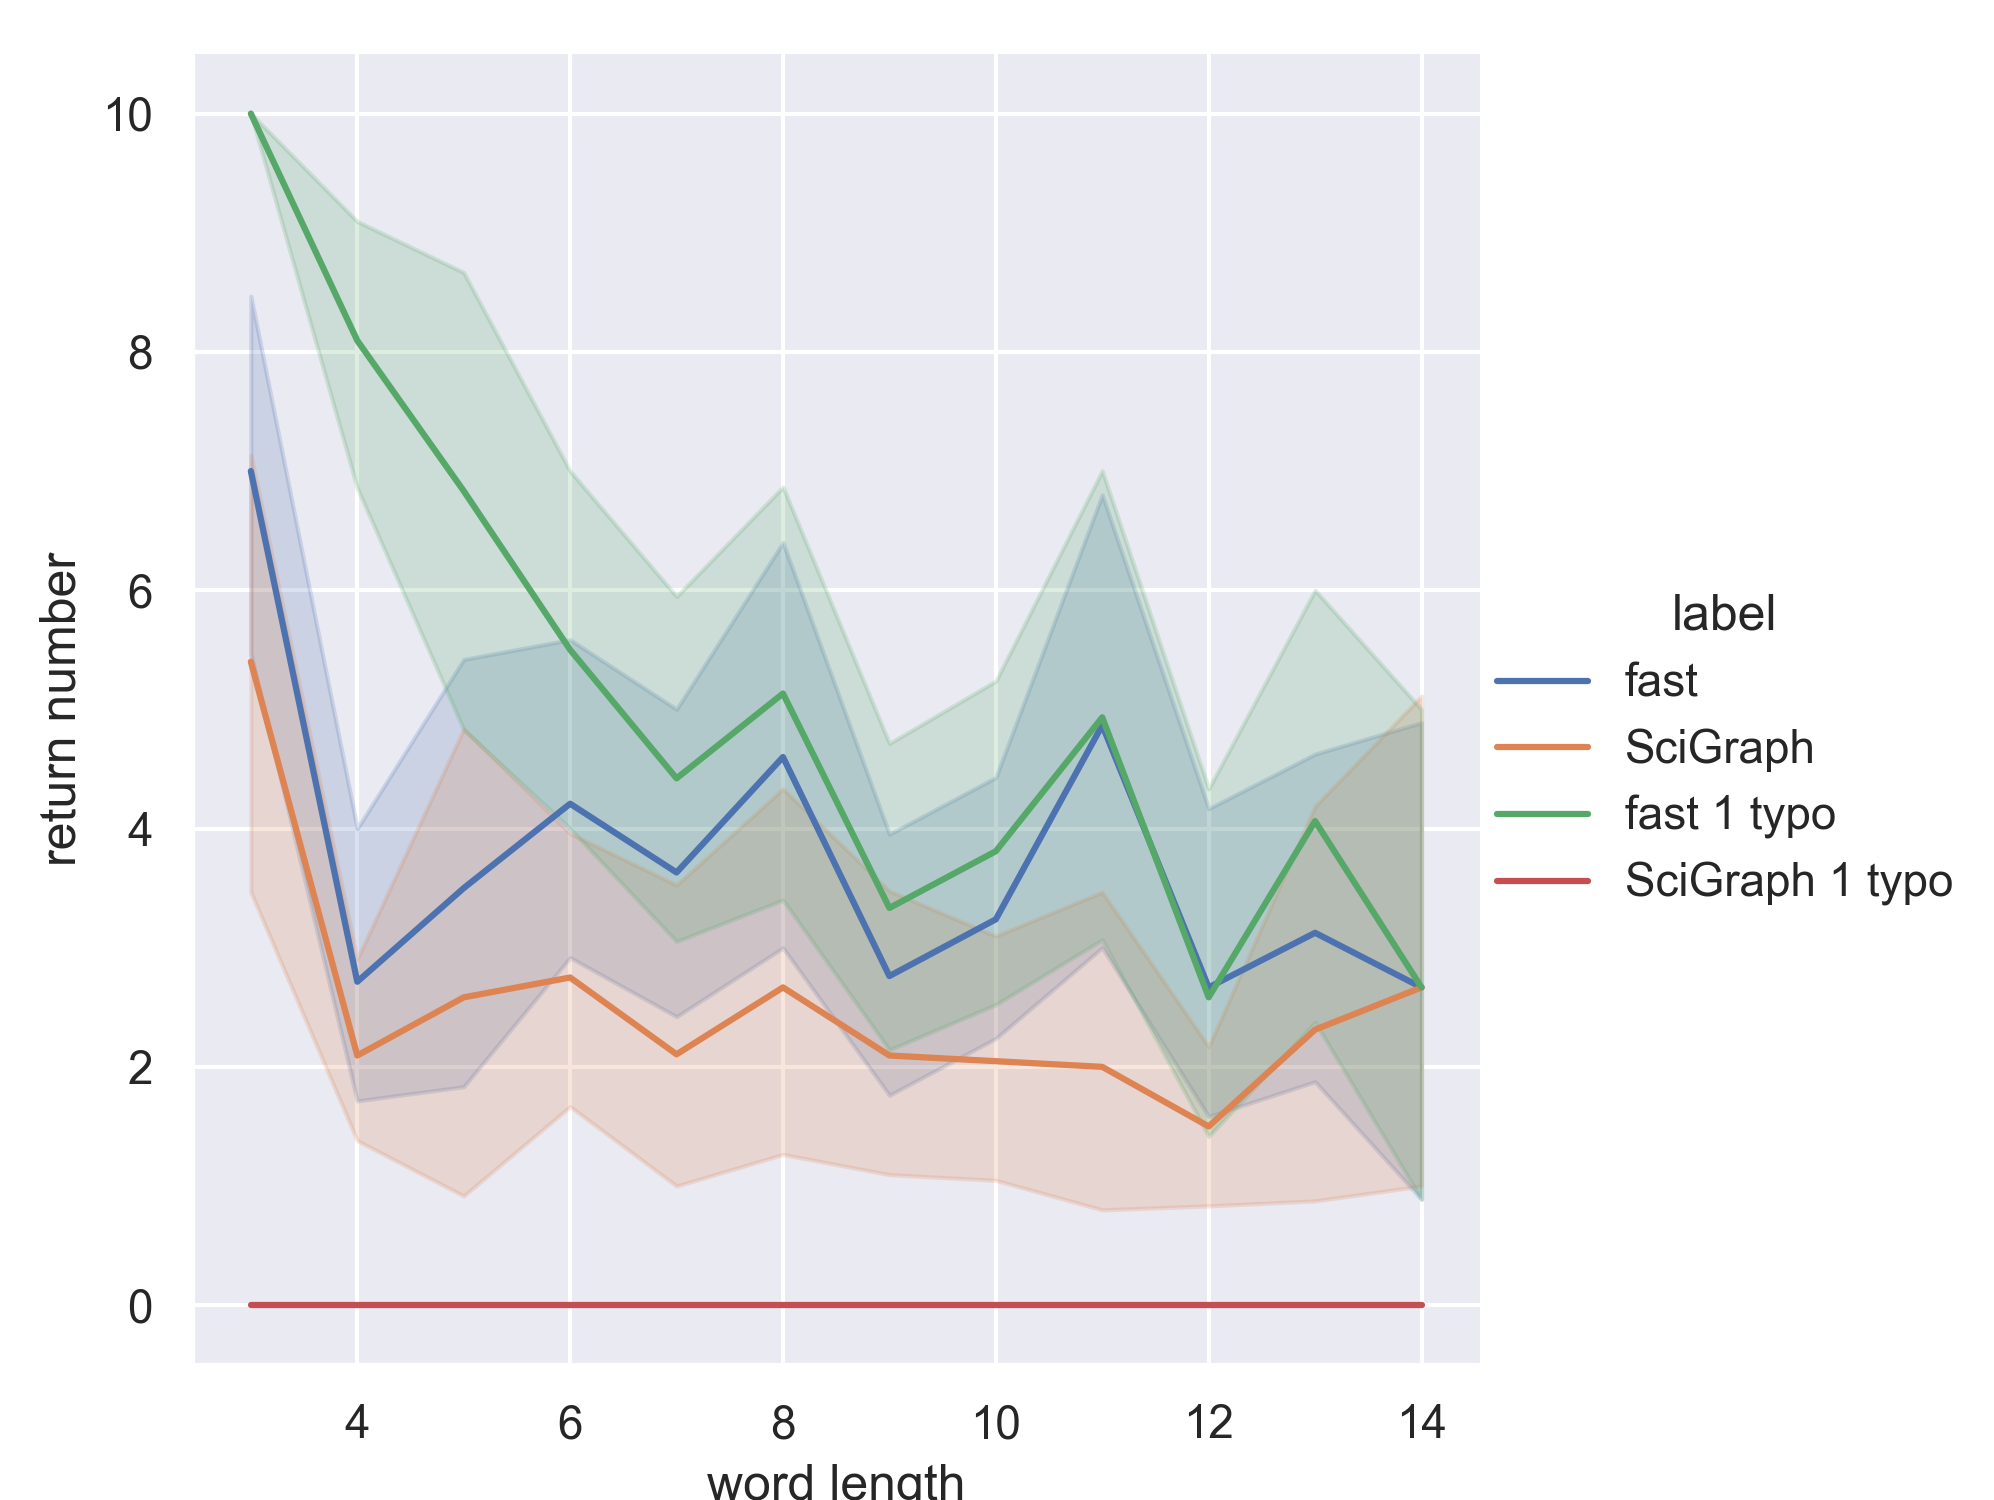 10
8
6
4
2
0
return number
4 6 8 10 12 14
word length
label
fast
SciGraph
fast 1 typo
SciGraph 1 typo